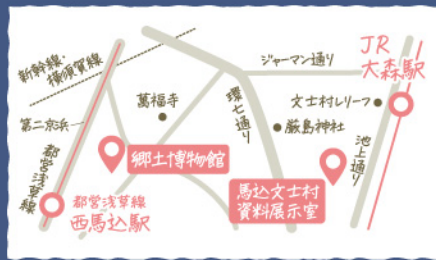 新幹線・
横須賀線
ジャーマン通り
JR
大森駅
萬福寺
環七通り
文士村レリーフ
第二京浜
厳島神社
池上通り
郷土博物館
都営浅草線
馬込文士村
資料展示室
都営浅草線
西馬込駅